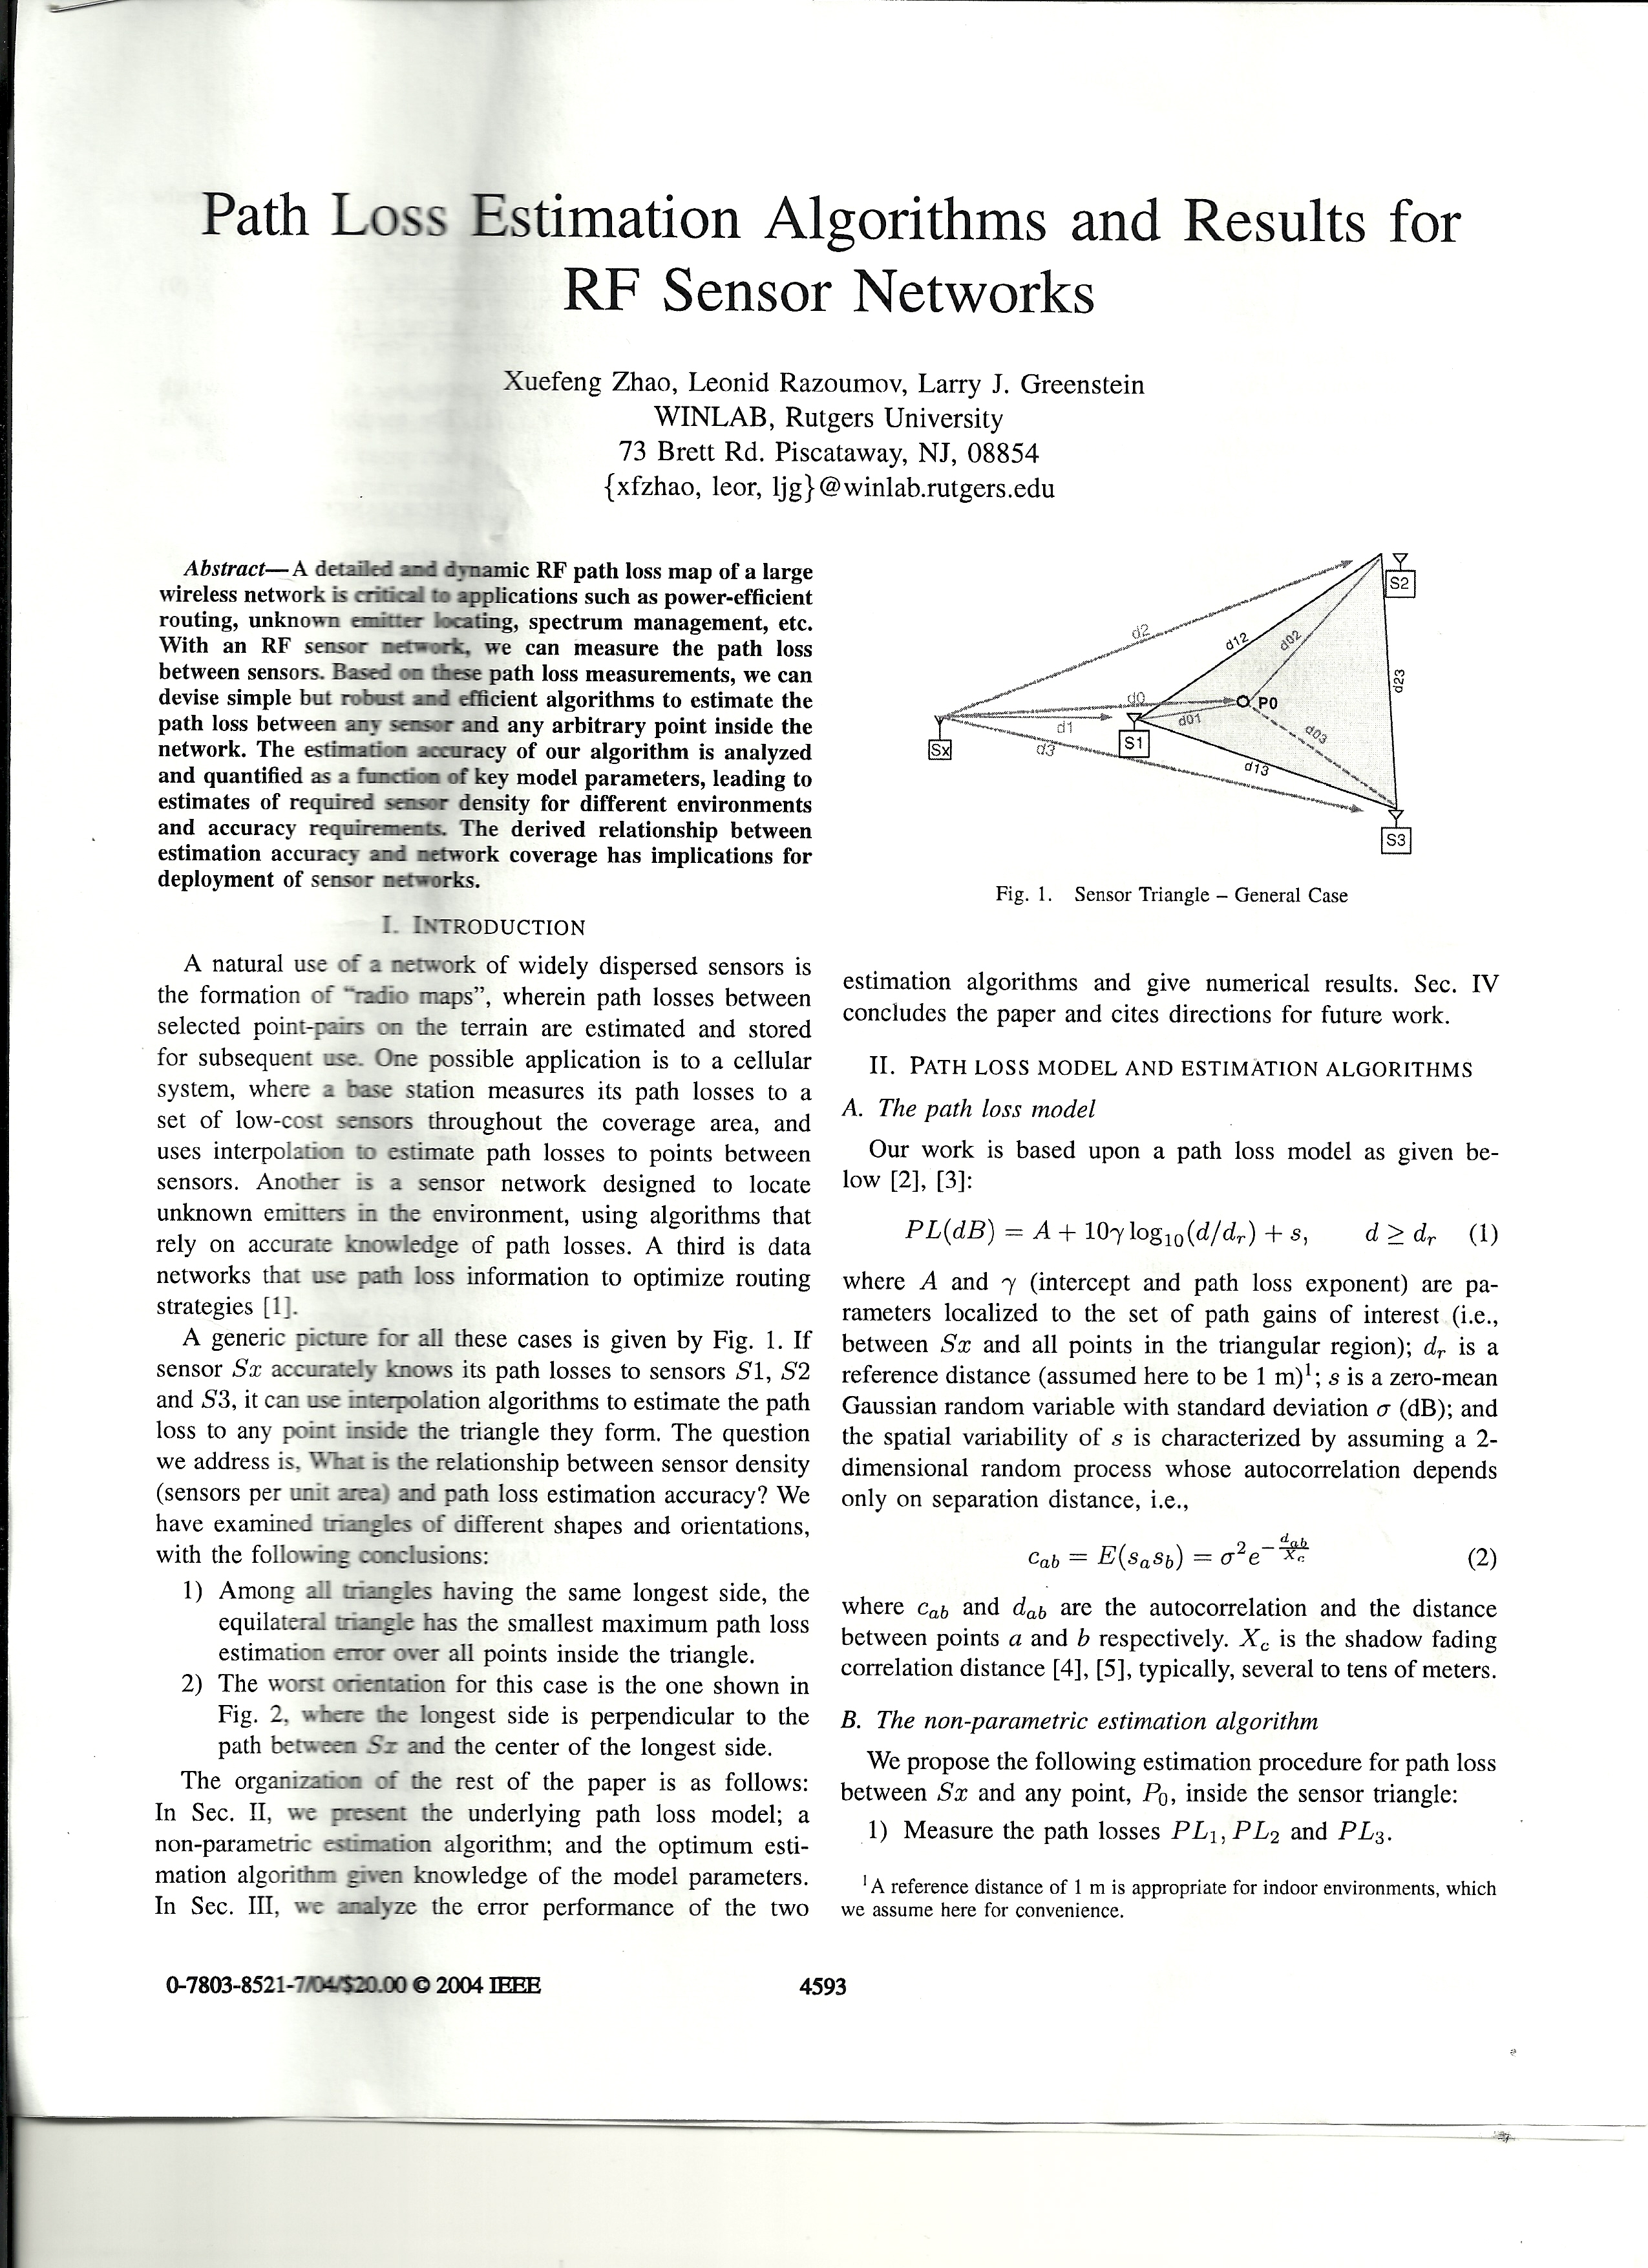 Path Loss Estimation Algorithms and Results for
RF Sensor Networks
Xuefeng Zhao, Leonid Razoumov, Larry J. Greenstein
WINLAB, Rutgers University
73 Brett Rd. Piscataway, NJ, 08854
{xfzhao, leor, ljg}@winlab.rutgers.edu
Abstract—A detailed and dynamic RF path loss map of a large
wireless network is critical to applications such as power-efficient
routing, unknown emitter locating, spectrum management, etc.
With an RF sensor network, we can measure the path loss
between sensors. Based on these path loss measurements, we can
devise simple but robust and efficient algorithms to estimate the
path loss between any sensor and any arbitrary point inside the
network. The estimation accuracy of our algorithm is analyzed
and quantified as a function of key model parameters, leading to
estimates of required sensor density for different environments
and accuracy requirements. The derived relationship between
estimation accuracy and network coverage has implications for
deployment of sensor networks.
I. INTRODUCTION
A natural use of a network of widely dispersed sensors is
the formation of "radio maps", wherein path losses between
selected point-pairs on the terrain are estimated and stored
for subsequent use. One possible application is to a cellular
system, where a base station measures its path losses to a
set of low-cost sensors throughout the coverage area, and
uses interpolation to estimate path losses to points between
sensors. Another is a sensor network designed to locate
unknown emitters in the environment, using algorithms that
rely on accurate knowledge of path losses. A third is data
networks that use path loss information to optimize routing
strategies [1].
A generic picture for all these cases is given by Fig. 1. If
sensor Sx accurately knows its path losses to sensors S1, S2
and S3, it can use interpolation algorithms to estimate the path
loss to any point inside the triangle they form. The question
we address is, What is the relationship between sensor density
(sensors per unit area) and path loss estimation accuracy? We
have examined triangles of different shapes and orientations,
with the following conclusions:
1) Among all triangles having the same longest side, the
equilateral triangle has the smallest maximum path loss
estimation error over all points inside the triangle.
2) The worst orientation for this case is the one shown in
Fig. 2, where the longest side is perpendicular to the
path between Sx and the center of the longest side.
The organization of the rest of the paper is as follows:
In Sec. II, we present the underlying path loss model; a
non-parametric estimation algorithm; and the optimum esti-
mation algorithm given knowledge of the model parameters.
In Sec. III, we analyze the error performance of the two
S2
d2
d12
d02
d23
d0
P0
d01
d1
Sx
S1
d3
d03
d13
S3
Fig. 1. Sensor Triangle – General Case
estimation algorithms and give numerical results. Sec. IV
concludes the paper and cites directions for future work.
II. PATH LOSS MODEL AND ESTIMATION ALGORITHMS
A. The path loss model
Our work is based upon a path loss model as given be-
low [2], [3]:
PL(dB) = A + 10γ log₁₀(d/dᵣ) + s, d ≥ dᵣ (1)
where A and γ (intercept and path loss exponent) are pa-
rameters localized to the set of path gains of interest (i.e.,
between Sx and all points in the triangular region); dᵣ is a
reference distance (assumed here to be 1 m)¹; s is a zero-mean
Gaussian random variable with standard deviation σ (dB); and
the spatial variability of s is characterized by assuming a 2-
dimensional random process whose autocorrelation depends
only on separation distance, i.e.,
c_ab = E(s_a s_b) = σ² e^(−d_ab/X_c) (2)
where c_ab and d_ab are the autocorrelation and the distance
between points a and b respectively. X_c is the shadow fading
correlation distance [4], [5], typically, several to tens of meters.
B. The non-parametric estimation algorithm
We propose the following estimation procedure for path loss
between Sx and any point, P₀, inside the sensor triangle:
1) Measure the path losses PL₁, PL₂ and PL₃.
¹A reference distance of 1 m is appropriate for indoor environments, which
we assume here for convenience.
0-7803-8521-7/04/$20.00 © 2004 IEEE
4593